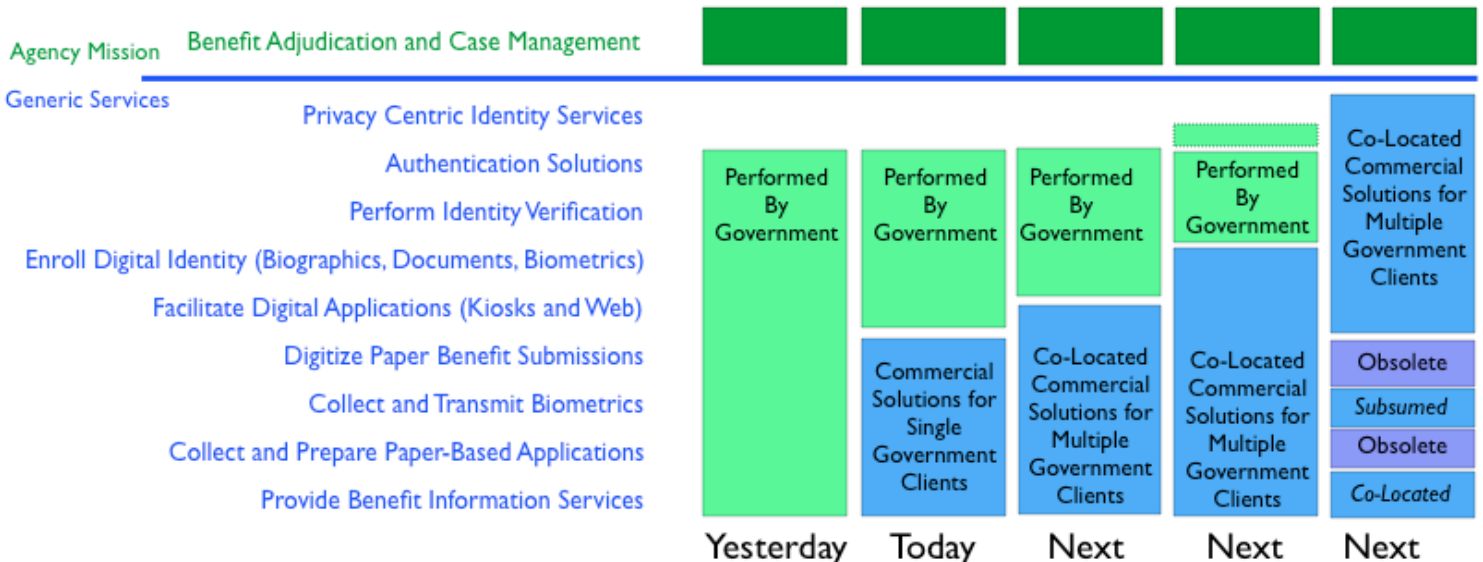 Agency Mission
Benefit Adjudication and Case Management
Generic Services
Privacy Centric Identity Services
Authentication Solutions
Perform Identity Verification
Enroll Digital Identity (Biographics, Documents, Biometrics)
Facilitate Digital Applications (Kiosks and Web)
Digitize Paper Benefit Submissions
Collect and Transmit Biometrics
Collect and Prepare Paper-Based Applications
Provide Benefit Information Services
Performed
By
Government
Performed
By
Government
Commercial
Solutions for
Single
Government
Clients
Performed
By
Government
Co-Located
Commercial
Solutions for
Multiple
Government
Clients
Performed
By
Government
Co-Located
Commercial
Solutions for
Multiple
Government
Clients
Co-Located
Commercial
Solutions for
Multiple
Government
Clients
Obsolete
Subsumed
Obsolete
Co-Located
Yesterday
Today
Next
Next
Next